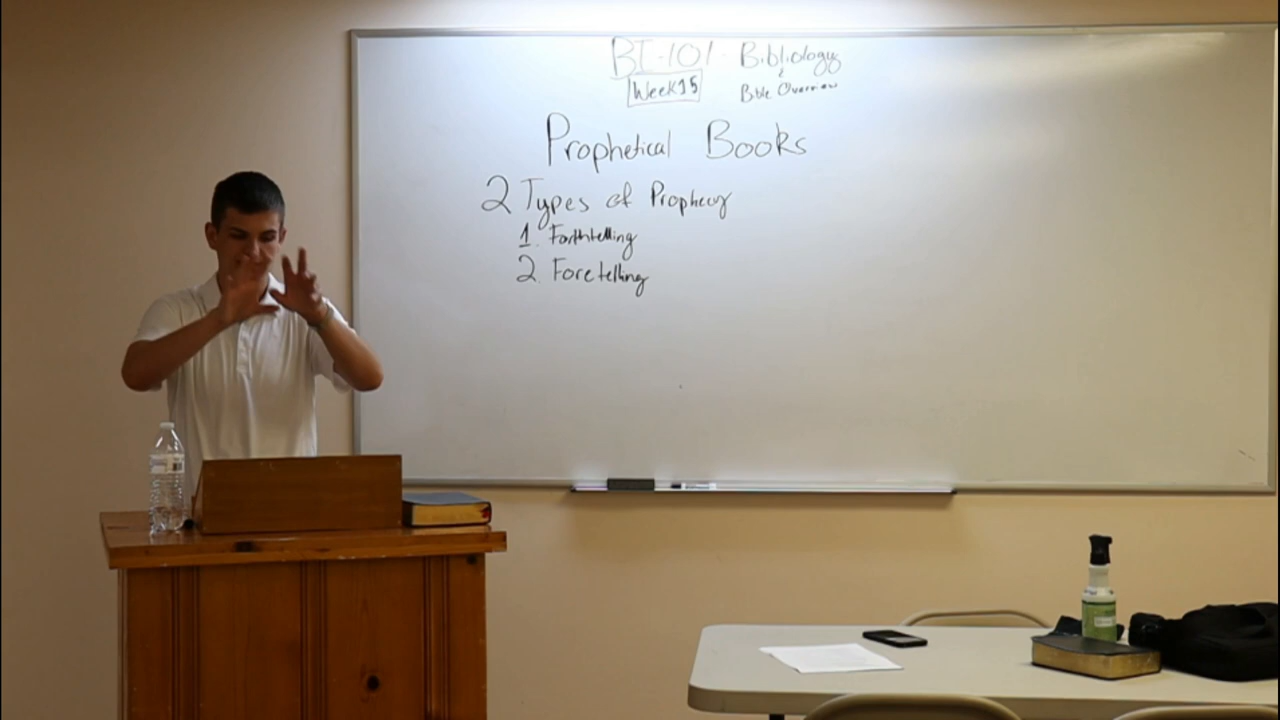 BI-101 Bibliology
&
Week 15 Bible Overview
Prophetical Books
2 Types of Prophecy
1. Forthtelling
2. Foretelling